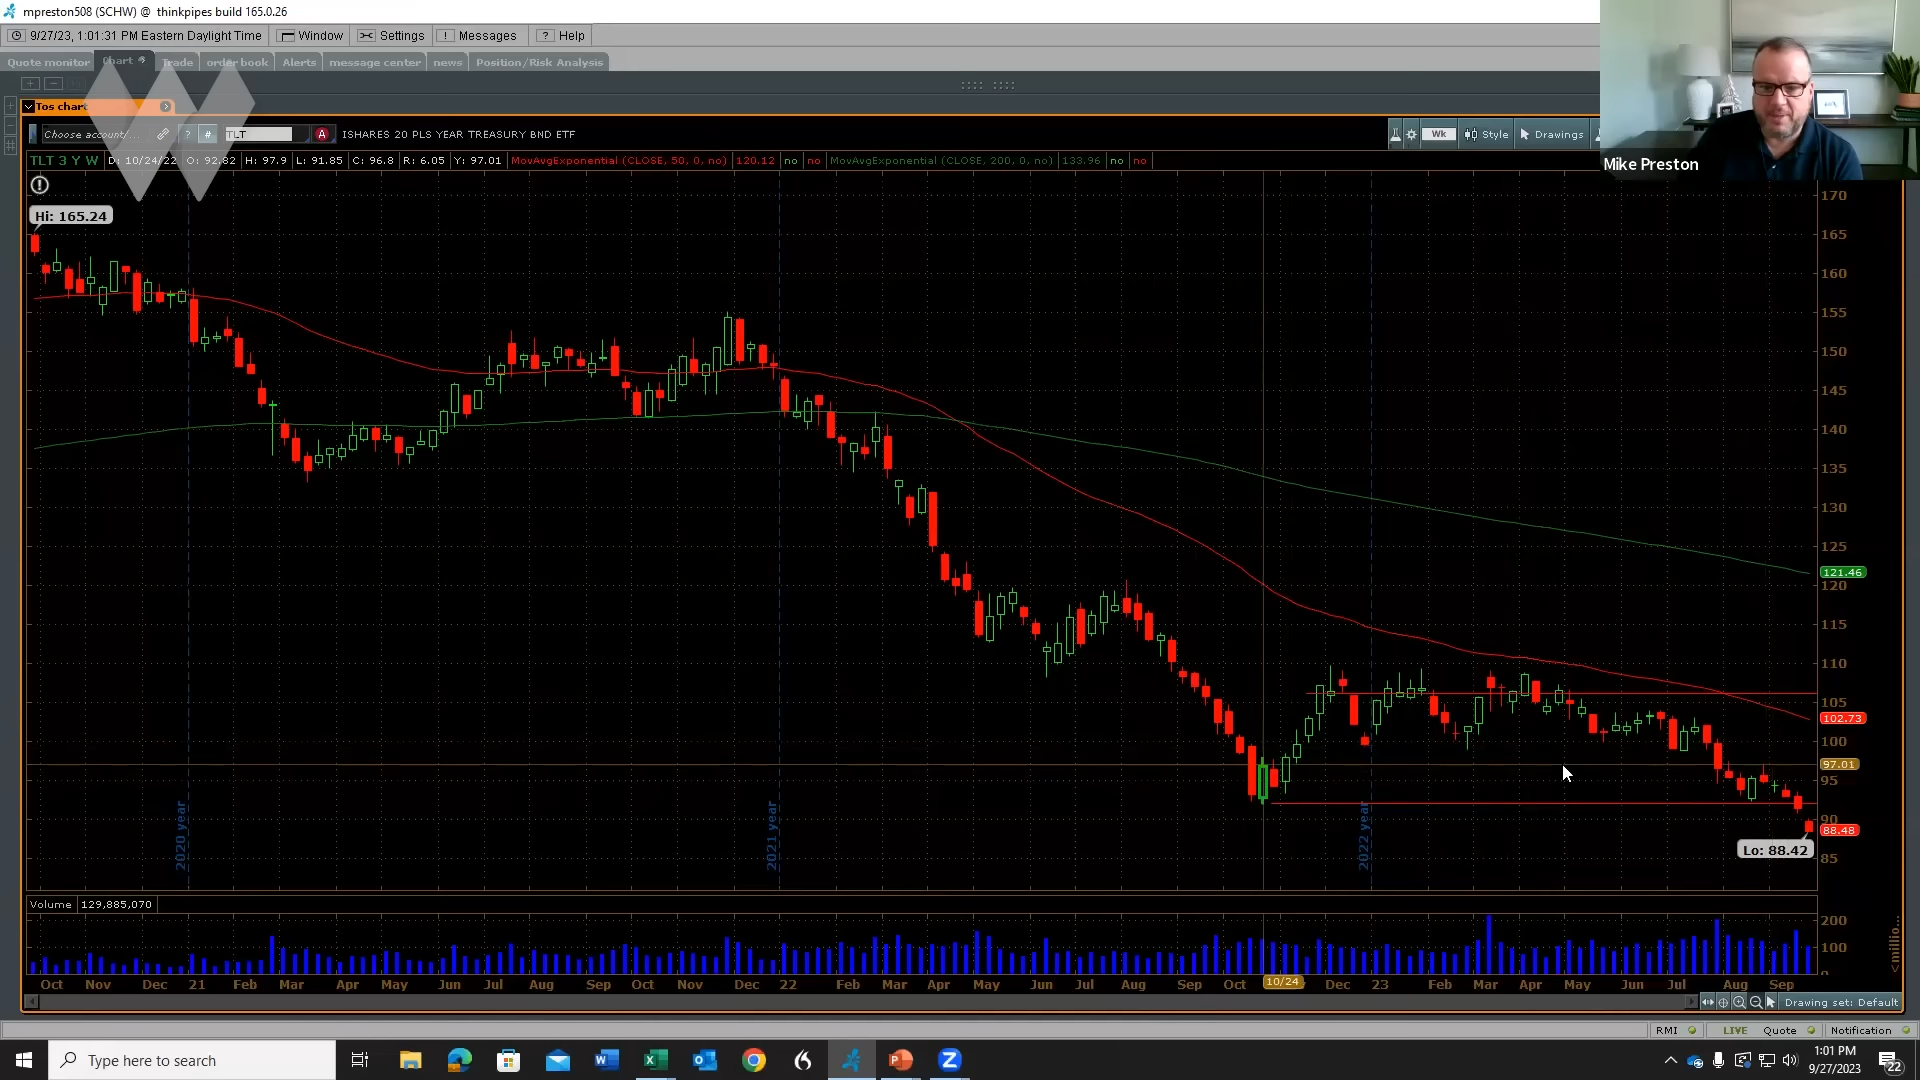 mpreston508 (SCHW) @ thinkpipes build 165.0.26
9/27/23, 1:01:31 PM Eastern Daylight Time Window Settings ! Messages ? Help
Quote monitor Chart Trade order book Alerts message center news Position/Risk Analysis
Tos chart
Choose account/... ? # TLT A ISHARES 20 PLS YEAR TREASURY BND ETF Wk Style Drawings
Mike Preston
TLT 3 Y W D: 10/24/22 O: 92.82 H: 97.9 L: 91.85 C: 96.8 R: 6.05 Y: 97.01 MovAvgExponential (CLOSE, 50, 0, no) 120.12 no no MovAvgExponential (CLOSE, 200, 0, no) 133.96 no no
Hi: 165.24
170
165
160
155
150
145
140
135
130
125
121.46
120
115
110
105
102.73
100
97.01
95
90
88.48
Lo: 88.42
85
2020 year
2021 year
2022 year
Volume 129,885,070
200
100
0
<millio...
Oct Nov Dec 21 Feb Mar Apr May Jun Jul Aug Sep Oct Nov Dec 22 Feb Mar Apr May Jun Jul Aug Sep Oct 10/24 Dec 23 Feb Mar Apr May Jun Jul Aug Sep
Drawing set: Default
RMI LIVE Quote Notification
Type here to search
1:01 PM
9/27/2023
22